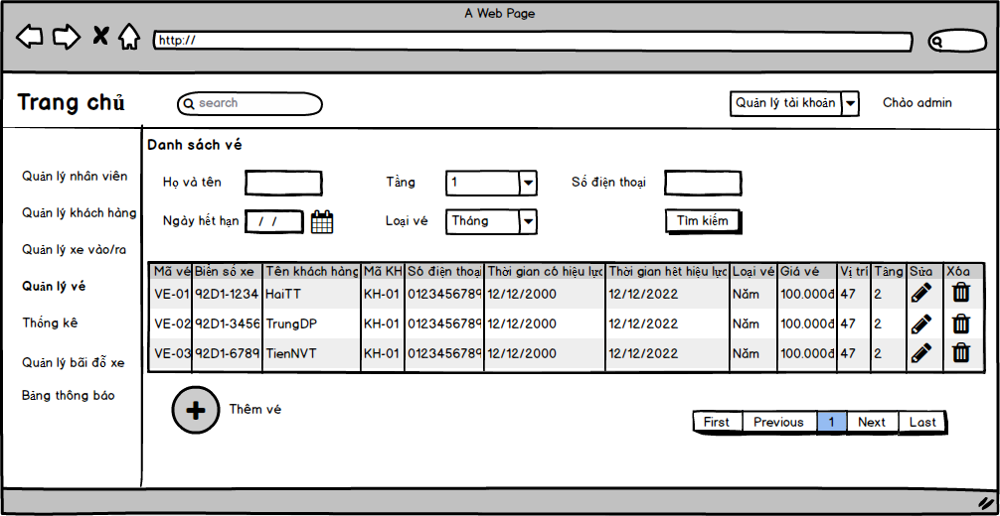 A Web Page
http://
Trang chủ
search
Quản lý tài khoản
Chào admin
Quản lý nhân viên
Quản lý khách hàng
Quản lý xe vào/ra
Quản lý vé
Thống kê
Quản lý bãi đỗ xe
Bảng thông báo
Danh sách vé
Họ và tên
Tầng 1
Số điện thoại
Ngày hết hạn / /
Loại vé Tháng
Tìm kiếm
Mã vé Biển số xe Tên khách hàng Mã KH Số điện thoại Thời gian có hiệu lực Thời gian hết hiệu lực Loại vé Giá vé Vị trí Tầng Sửa Xóa
VE-01 92D1-1234 HaiTT KH-01 0123456789 12/12/2000 12/12/2022 Năm 100.000đ 47 2
VE-02 92D1-3456 TrungDP KH-01 0123456789 12/12/2000 12/12/2022 Năm 100.000đ 47 2
VE-03 92D1-6789 TienNVT KH-01 0123456789 12/12/2000 12/12/2022 Năm 100.000đ 47 2
Thêm vé
First Previous 1 Next Last